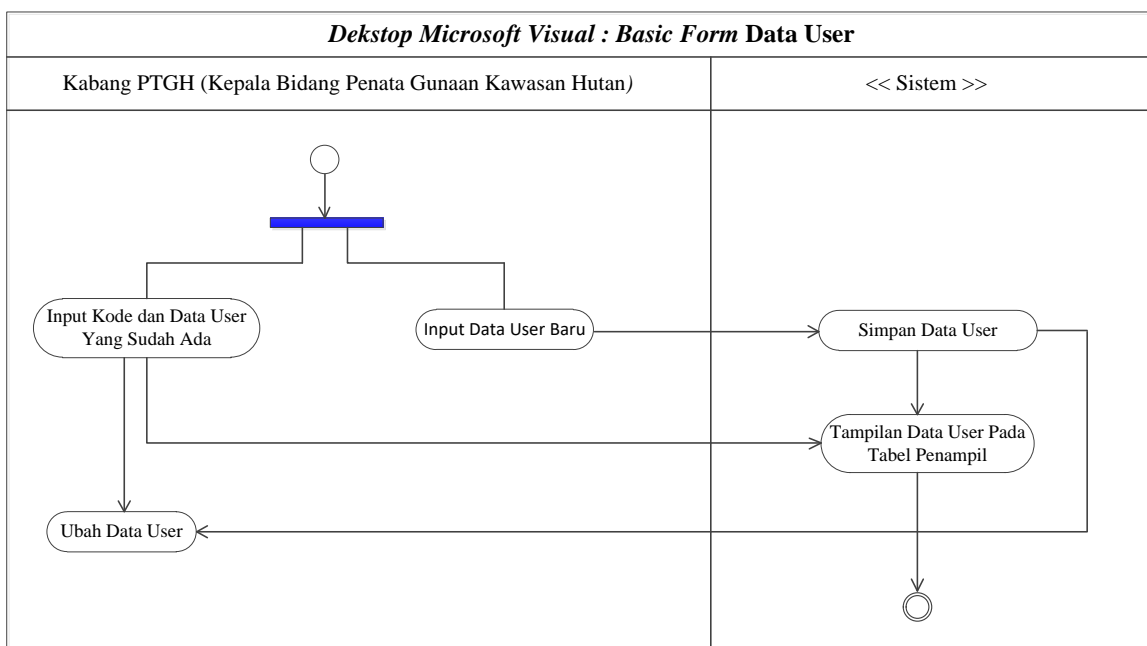 Dekstop Microsoft Visual : Basic Form Data User
Kabang PTGH (Kepala Bidang Penata Gunaan Kawasan Hutan)
<< Sistem >>
Input Kode dan Data User
Yang Sudah Ada
Input Data User Baru
Simpan Data User
Tampilan Data User Pada
Tabel Penampil
Ubah Data User